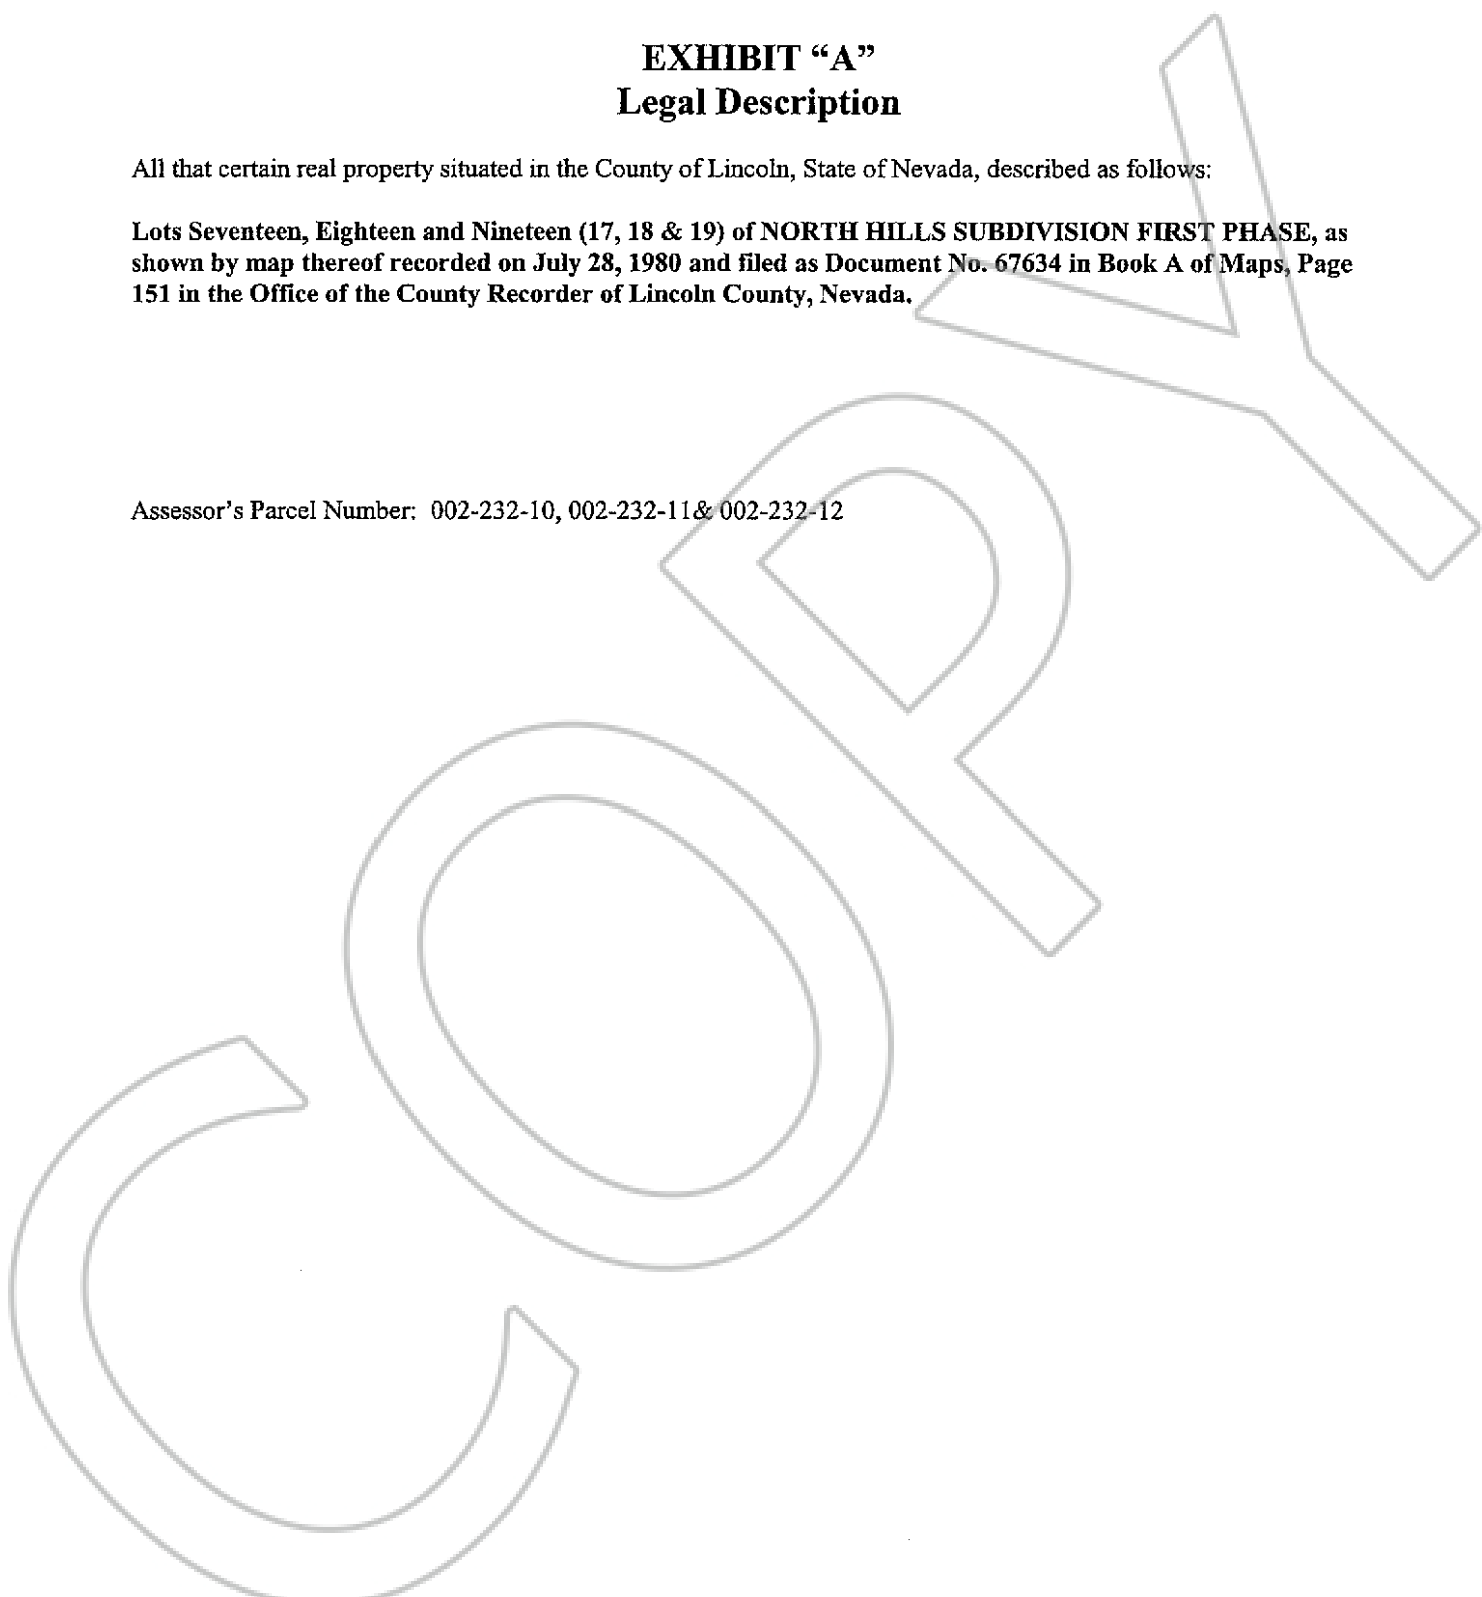 EXHIBIT “A”
Legal Description
All that certain real property situated in the County of Lincoln, State of Nevada, described as follows:
Lots Seventeen, Eighteen and Nineteen (17, 18 & 19) of NORTH HILLS SUBDIVISION FIRST PHASE, as
shown by map thereof recorded on July 28, 1980 and filed as Document No. 67634 in Book A of Maps, Page
151 in the Office of the County Recorder of Lincoln County, Nevada.
Assessor’s Parcel Number:  002-232-10, 002-232-11& 002-232-12
COPY